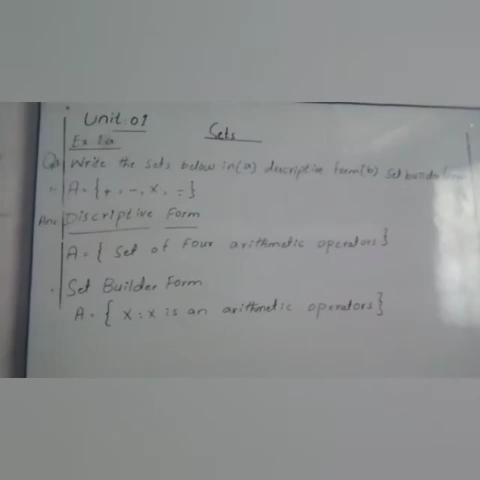 Unit 01
Sets
Ex 1a
Q1 Write the sets below in (a) descriptive form (b) Set builder
A = { +, -, ×, ÷ }
Ans Discriptive Form
A = { set of four arithmetic operators }
Set Builder Form
A = { x : x is an arithmetic operators }